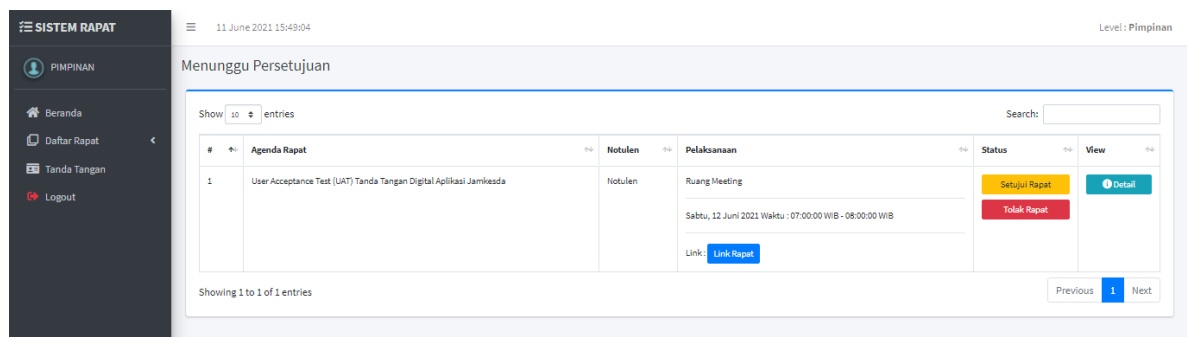 SISTEM RAPAT
11 June 2021 15:49:04
Level : Pimpinan
PIMPINAN
Beranda
Daftar Rapat
Tanda Tangan
Logout
Menunggu Persetujuan
Show 10 entries
Search:
# Agenda Rapat Notulen Pelaksanaan Status View
1 User Acceptance Test (UAT) Tanda Tangan Digital Aplikasi Jamkesda Notulen Ruang Meeting Setujui Rapat Detail
Tolak Rapat
Sabtu, 12 Juni 2021 Waktu : 07:00:00 WIB - 08:00:00 WIB
Link : Link Rapat
Showing 1 to 1 of 1 entries
Previous 1 Next